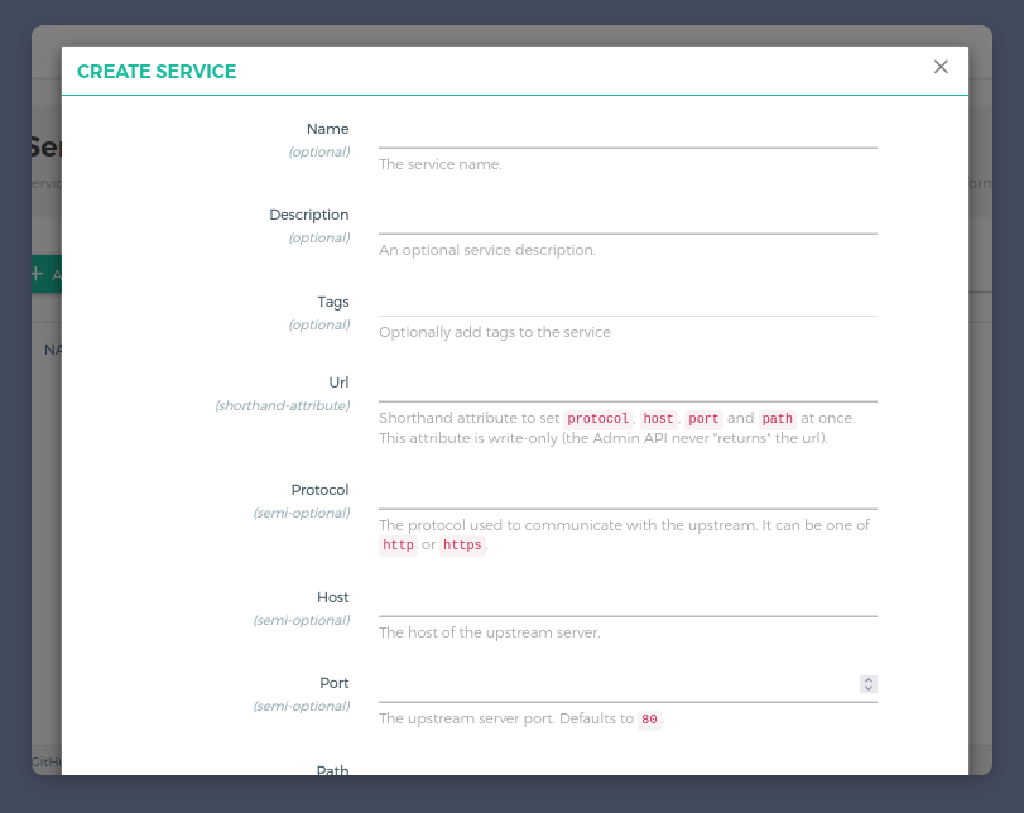 CREATE SERVICE
Name
(optional)
The service name.
Description
(optional)
An optional service description.
Tags
(optional)
Optionally add tags to the service
Url
(shorthand-attribute)
Shorthand attribute to set protocol, host, port and path at once.
This attribute is write-only (the Admin API never "returns" the url).
Protocol
(semi-optional)
The protocol used to communicate with the upstream. It can be one of
http or https.
Host
(semi-optional)
The host of the upstream server.
Port
(semi-optional)
The upstream server port. Defaults to 80.
Path